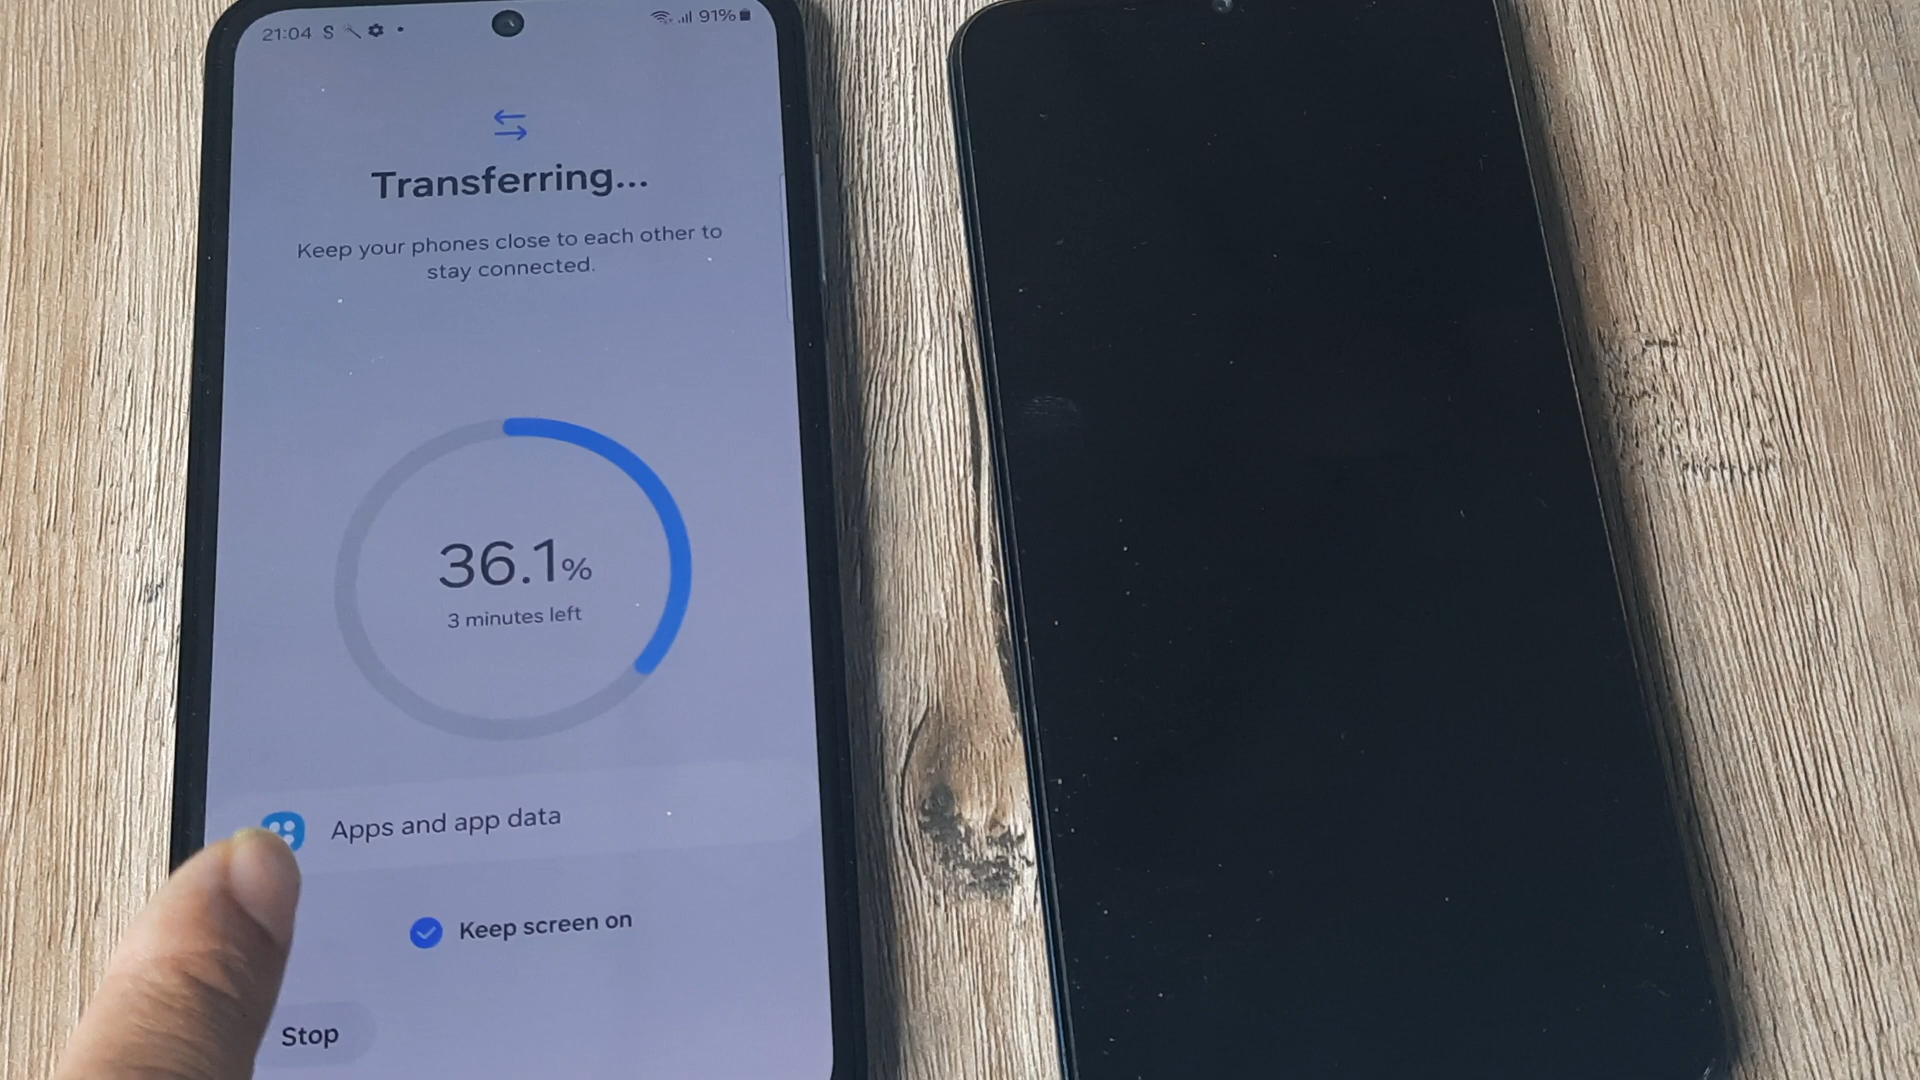 21:04 S
91%
Transferring...
Keep your phones close to each other to
stay connected.
36.1%
3 minutes left
Apps and app data
Keep screen on
Stop